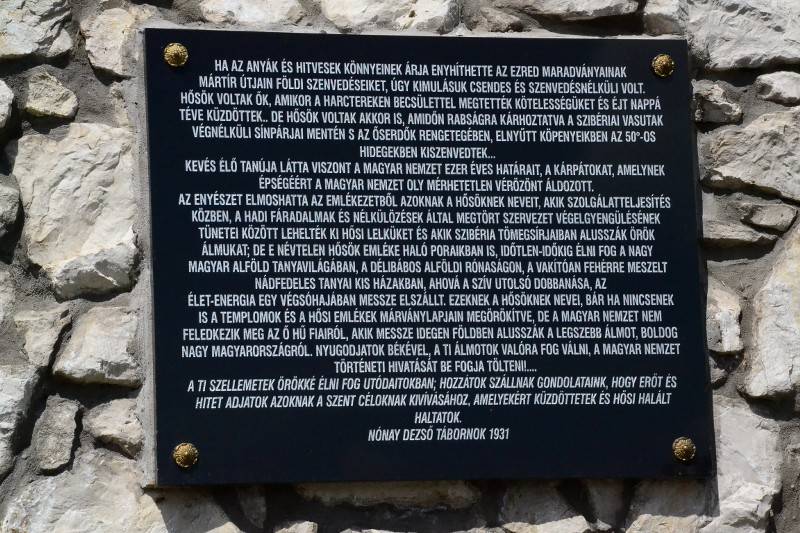 HA AZ ANYÁK ÉS HITVESEK KÖNNYEINEK ÁRJA ENYHÍTHETTE AZ EZRED MARADVÁNYAINAK
MÁRTÍR ÚTJAIN FÖLDI SZENVEDÉSEIKET, ÚGY KIMULÁSUK CSENDES ÉS SZENVEDÉSNÉLKÜLI VOLT.
HŐSÖK VOLTAK ŐK, AMIKOR A HARCTEREKEN BECSÜLETTEL MEGTETTÉK KÖTELESSÉGÜKET ÉS ÉJT NAPPÁ
TÉVE KÜZDÖTTEK.. DE HŐSÖK VOLTAK AKKOR IS, AMIDŐN RABSÁGRA KÁRHOZTATVA A SZIBÉRIAI VASUTAK
VÉGNÉLKÜLI SÍNPÁRJAI MENTÉN S AZ ŐSERDŐK RENGETEGÉBEN, ELNYŰTT KÖPENYEIKBEN AZ 50°-OS
HIDEGEKBEN KISZENVEDTEK...
KEVÉS ÉLŐ TANÚJA LÁTTA VISZONT A MAGYAR NEMZET EZER ÉVES HATÁRAIT, A KÁRPÁTOKAT, AMELYNEK
ÉPSÉGÉÉRT A MAGYAR NEMZET OLY MÉRHETETLEN VÉRÖZÖNT ÁLDOZOTT.
AZ ENYÉSZET ELMOSHATTA AZ EMLÉKEZETRŐL AZOKNAK A HŐSÖKNEK NEVEIT, AKIK SZOLGÁLATTELJESÍTÉS
KÖZBEN, A HADI FÁRADALMAK ÉS NÉLKÜLÖZÉSEK ÁLTAL MEGTÖRT SZERVEZET VÉGELGYENGÜLÉSÉNEK
TÜNETEI KÖZÖTT LEHELTÉK KI HŐSI LELKÜKET ÉS AKIK SZIBÉRIA TÖMEGSÍRJAIBAN ALUSSZÁK ÖRÖK
ÁLMUKAT; DE E NÉVTELEN HŐSÖK EMLÉKE HALÓ PORAIKBAN IS, IDŐTLEN-IDŐKIG ÉLNI FOG A NAGY
MAGYAR ALFÖLD TANYAVILÁGÁBAN, A DÉLIBÁBOS ALFÖLDI RÓNASÁGON, A VAKÍTÓAN FEHÉRRE MESZELT
NÁDFEDELES TANYAI KIS HÁZAKBAN, AHOVÁ A SZÍV UTOLSÓ DOBBANÁSA, AZ
ÉLET-ENERGIA EGY VÉGSŐHAJÁBAN MESSZE ELSZÁLLT. EZEKNEK A HŐSÖKNEK NEVEI, BÁR HA NINCSENEK
IS A TEMPLOMOK ÉS A HŐSI EMLÉKEK MÁRVÁNYLAPJAIN MEGÖRÖKÍTVE, DE A MAGYAR NEMZET NEM
FELEDKEZIK MEG AZ Ő HŰ FIAIRÓL, AKIK MESSZE IDEGEN FÖLDBEN ALUSSZÁK A LEGSZEBB ÁLMOT, BOLDOG
NAGY MAGYARORSZÁGRÓL. NYUGODJATOK BÉKÉVEL, A TI ÁLMOTOK VALÓRA FOG VÁLNI, A MAGYAR NEMZET
TÖRTÉNETI HIVATÁSÁT BE FOGJA TÖLTENI!....
A TI SZELLEMETEK ÖRÖKKÉ ÉLNI FOG UTÓDAITOKBAN; HOZZÁTOK SZÁLLNAK GONDOLATAINK, HOGY ERŐT ÉS
HITET ADJATOK AZOKNAK A SZENT CÉLOKNAK KIVÍVÁSÁHOZ, AMELYEKÉRT KÜZDÖTTETEK ÉS HŐSI HALÁLT
HALTATOK.
NÓNAY DEZSŐ TÁBORNOK 1931